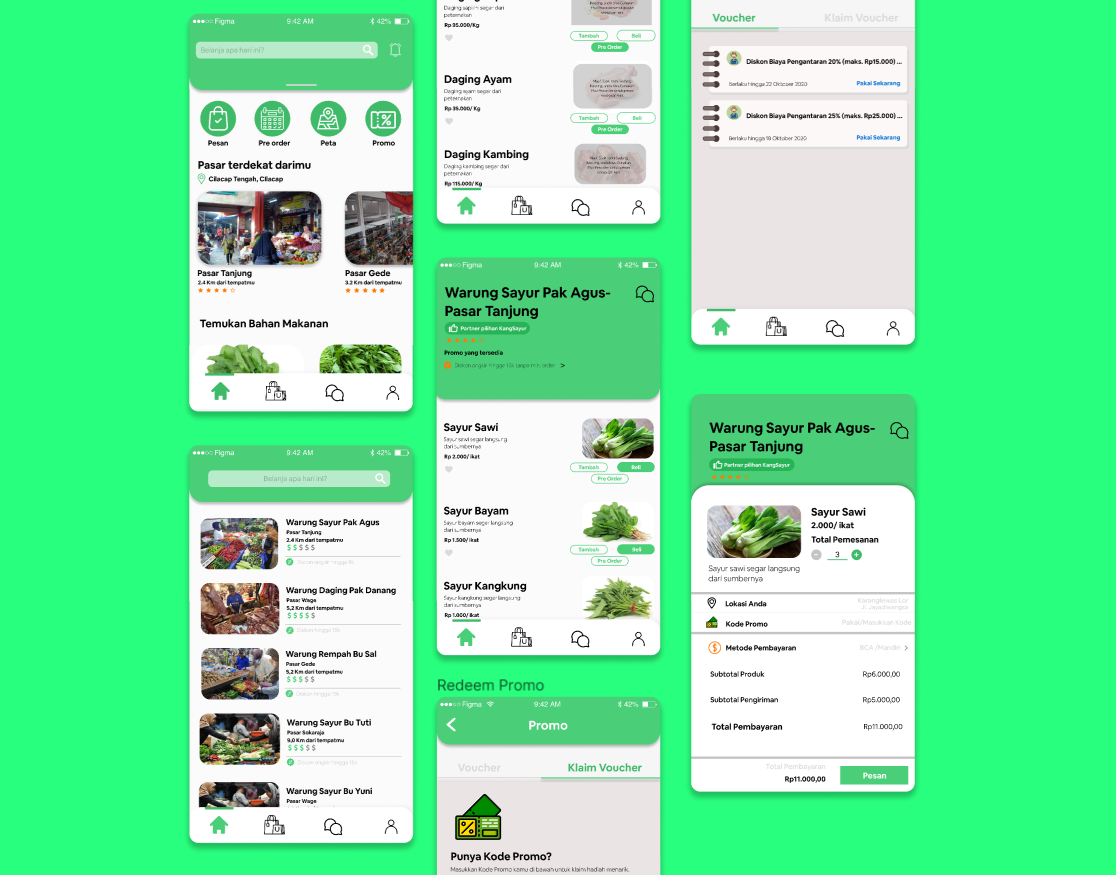 Figma 9:42 AM 42%
Belanja apa hari ini?
Pesan Pre order Peta Promo
Pasar terdekat darimu
Cilacap Tengah, Cilacap
Pasar Tanjung
2.4 Km dari tempatmu
Pasar Gede
3.2 Km dari tempatmu
Temukan Bahan Makanan
Figma 9:42 AM 42%
Belanja apa hari ini?
Warung Sayur Pak Agus
Pasar Tanjung
2.4 Km dari tempatmu
$ $ $ $ $
Warung Daging Pak Danang
Pasar Wage
5,2 Km dari tempatmu
$ $ $ $ $
Diskon hingga 15k
Warung Rempah Bu Sal
Pasar Gede
5,2 Km dari tempatmu
$ $ $ $ $
Diskon hingga 15k
Warung Sayur Bu Tuti
Pasar Sokaraja
9,0 Km dari tempatmu
$ $ $ $ $
Warung Sayur Bu Yuni
Pasar Wage
Daging sapim segar dari
peternakan
Rp 95.000/Kg
Tambah Beli
Pre Order
Daging Ayam
Daging ayam segar dari
peternakan
Rp 35.000/ Kg
Tambah Beli
Pre Order
Daging Kambing
Daging kambing segar dari
peternakan
Rp 115.000/ Kg
Figma 9:42 AM 42%
Warung Sayur Pak Agus-
Pasar Tanjung
Partner pilihan KangSayur
Promo yang tersedia
>
Sayur Sawi
Sayur sawi segar langsung
dari sumbernya
Rp 2.000/ ikat
Tambah Beli
Pre Order
Sayur Bayam
Sayur bayam segar langsung
dari sumbernya
Rp 1.500/ ikat
Tambah Beli
Pre Order
Sayur Kangkung
Sayur kangkung segar langsung
dari sumbernya
Rp 1.000/ ikat
Redeem Promo
Figma 9:42 AM 42%
Promo
Voucher Klaim Voucher
Punya Kode Promo?
Masukkan Kode Promo kamu di bawah untuk klaim hadiah menarik.
Voucher Klaim Voucher
Diskon Biaya Pengantaran 20% (maks. Rp15.000) ...
Berlaku hingga 22 Oktober 2020 Pakai Sekarang
Diskon Biaya Pengantaran 25% (maks. Rp25.000) ...
Berlaku hingga 18 Oktober 2020 Pakai Sekarang
Warung Sayur Pak Agus-
Pasar Tanjung
Partner pilihan KangSayur
Sayur Sawi
2.000/ ikat
Total Pemesanan
- 3 +
Sayur sawi segar langsung
dari sumbernya
Lokasi Anda Karanglewas Lor
Kode Promo Pakai/Masukkan Kode
Metode Pembayaran BCA /Mandiri >
Subtotal Produk Rp6.000,00
Subtotal Pengiriman Rp5.000,00
Total Pembayaran Rp11.000,00
Total Pembayaran
Rp11.000,00
Pesan